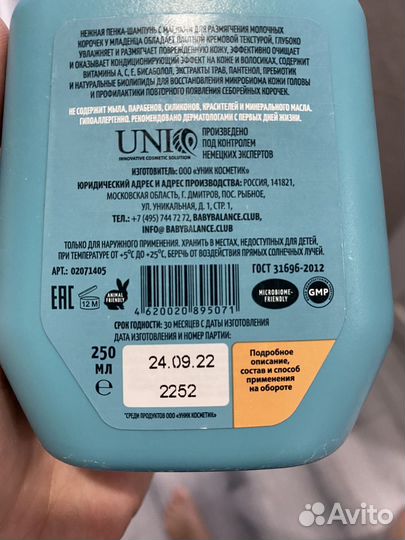 НЕЖНАЯ ПЕНКА-ШАМПУНЬ С МАСЛАМИ ДЛЯ РАЗМЯГЧЕНИЯ МОЛОЧНЫХ
КОРОЧЕК У МЛАДЕНЦА ОБЛАДАЕТ ПЛОТНОЙ КРЕМОВОЙ ТЕКСТУРОЙ, ГЛУБОКО
УВЛАЖНЯЕТ И РАЗМЯГЧАЕТ ПОВРЕЖДЕННУЮ КОЖУ, ЭФФЕКТИВНО ОЧИЩАЕТ
И ОКАЗЫВАЕТ КОНДИЦИОНИРУЮЩИЙ ЭФФЕКТ НА КОЖЕ И ВОЛОСИКАХ. СОДЕРЖИТ
ВИТАМИНЫ А, С, Е, БИСАБОЛОЛ, ЭКСТРАКТЫ ТРАВ, ПАНТЕНОЛ, ПРЕБИОТИК
И НАТУРАЛЬНЫЕ БИОЛИПИДЫ ДЛЯ ВОССТАНОВЛЕНИЯ МИКРОБИОМА КОЖИ ГОЛОВЫ
И ПРОФИЛАКТИКИ ПОВТОРНОГО ПОЯВЛЕНИЯ СЕБОРЕЙНЫХ КОРОЧЕК.
НЕ СОДЕРЖИТ МЫЛА, ПАРАБЕНОВ, СИЛИКОНОВ, КРАСИТЕЛЕЙ И МИНЕРАЛЬНОГО МАСЛА.
ГИПОАЛЛЕРГЕННО. РЕКОМЕНДОВАНО ДЕРМАТОЛОГАМИ С ПЕРВЫХ ДНЕЙ ЖИЗНИ.
UNIQ
INNOVATIVE COSMETIC SOLUTION
ПРОИЗВЕДЕНО
ПОД КОНТРОЛЕМ
НЕМЕЦКИХ ЭКСПЕРТОВ
ИЗГОТОВИТЕЛЬ: ООО «УНИК КОСМЕТИК»
ЮРИДИЧЕСКИЙ АДРЕС И АДРЕС ПРОИЗВОДСТВА: РОССИЯ, 141821,
МОСКОВСКАЯ ОБЛАСТЬ, Г. ДМИТРОВ, ПОС. РЫБНОЕ,
УЛ. УНИКАЛЬНАЯ, Д. 1, СТР. 1,
ТЕЛ.: +7 (495) 744 72 72, BABYBALANCE.CLUB,
INFO@ BABYBALANCE.CLUB
ТОЛЬКО ДЛЯ НАРУЖНОГО ПРИМЕНЕНИЯ. ХРАНИТЬ В МЕСТАХ, НЕДОСТУПНЫХ ДЛЯ ДЕТЕЙ,
ПРИ ТЕМПЕРАТУРЕ ОТ +5°C ДО +25°C, БЕРЕЧЬ ОТ ВОЗДЕЙСТВИЯ ПРЯМЫХ СОЛНЕЧНЫХ ЛУЧЕЙ.
АРТ.: 02071405
ГОСТ 31696-2012
EAC
12 M
ANIMAL
FRIENDLY
4 620020 895071
MICROBIOME-
FRIENDLY
GMP
СРОК ГОДНОСТИ: 30 МЕСЯЦЕВ С ДАТЫ ИЗГОТОВЛЕНИЯ
ДАТА ИЗГОТОВЛЕНИЯ И НОМЕР ПАРТИИ:
250
МЛ
24.09.22
2252
Подробное
описание,
состав и способ
применения
на обороте
*СРЕДИ ПРОДУКТОВ ООО «УНИК КОСМЕТИК»
Avito